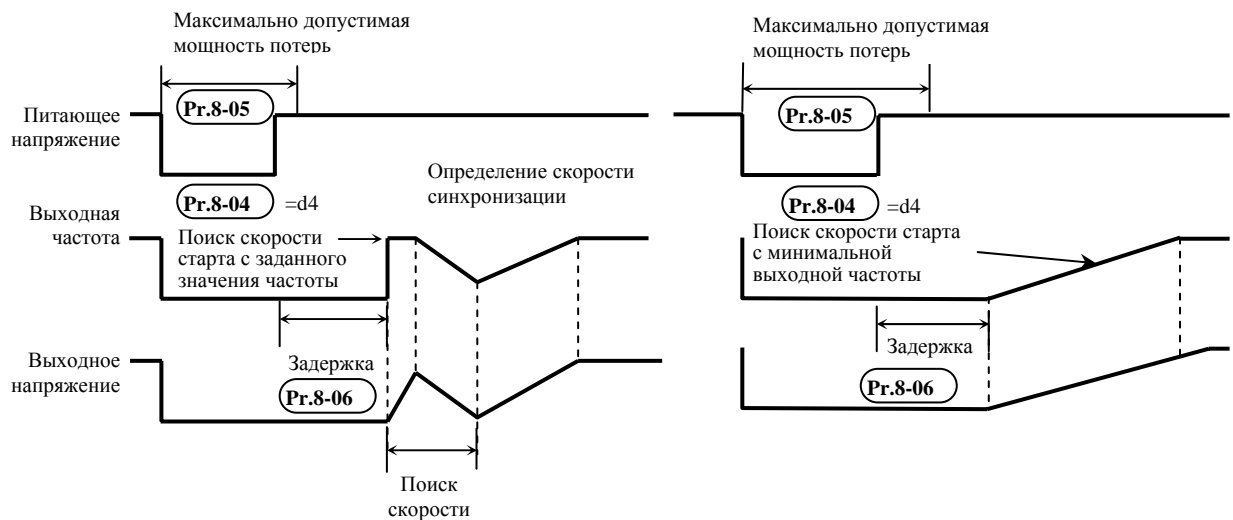 Максимально допустимая
мощность потерь
Pr.8-05
Питающее
напряжение
Определение скорости
синхронизации
Pr.8-04 =d4
Выходная
частота
Поиск скорости
старта с заданного
значения частоты
Выходное
напряжение
Задержка
Pr.8-06
Поиск
скорости
Максимально допустимая
мощность потерь
Pr.8-05
Pr.8-04 =d4
Поиск скорости старта
с минимальной
выходной частоты
Задержка
Pr.8-06